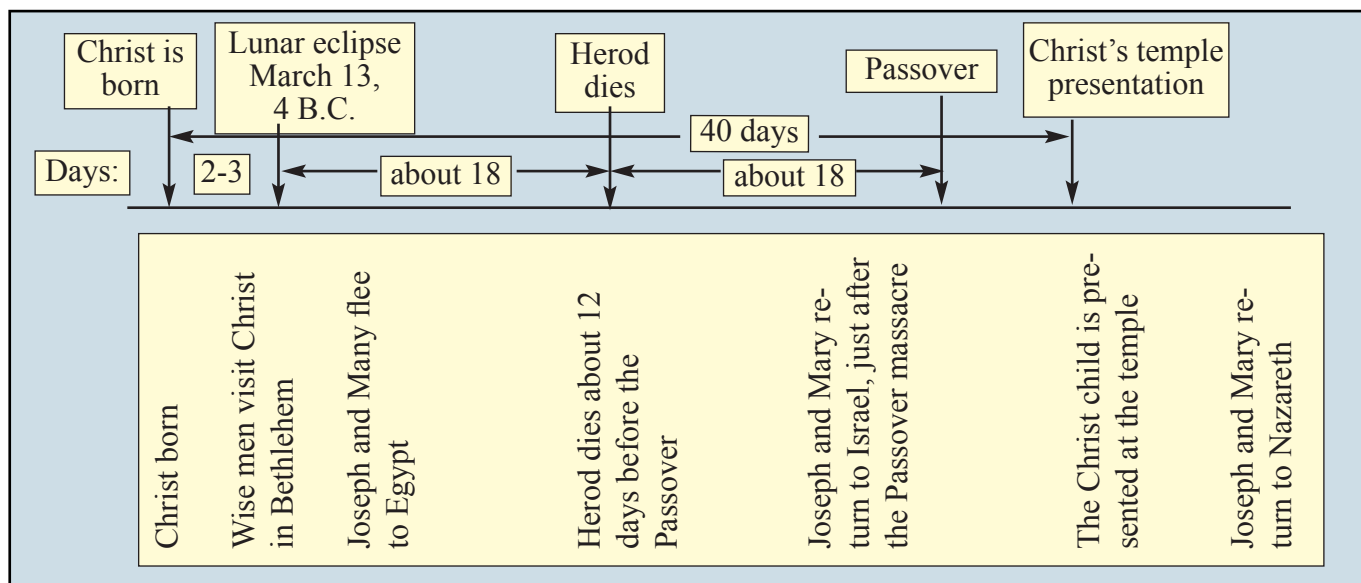 Christ is
born
Lunar eclipse
March 13,
4 B.C.
Herod
dies
Passover
Christ’s temple
presentation
40 days
Days:
2-3
about 18
about 18
Christ born
Wise men visit Christ
in Bethlehem
Joseph and Many flee
to Egypt
Herod dies about 12
days before the
Passover
Joseph and Mary re-
turn to Israel, just after
the Passover massacre
The Christ child is pre-
sented at the temple
Joseph and Mary re-
turn to Nazareth